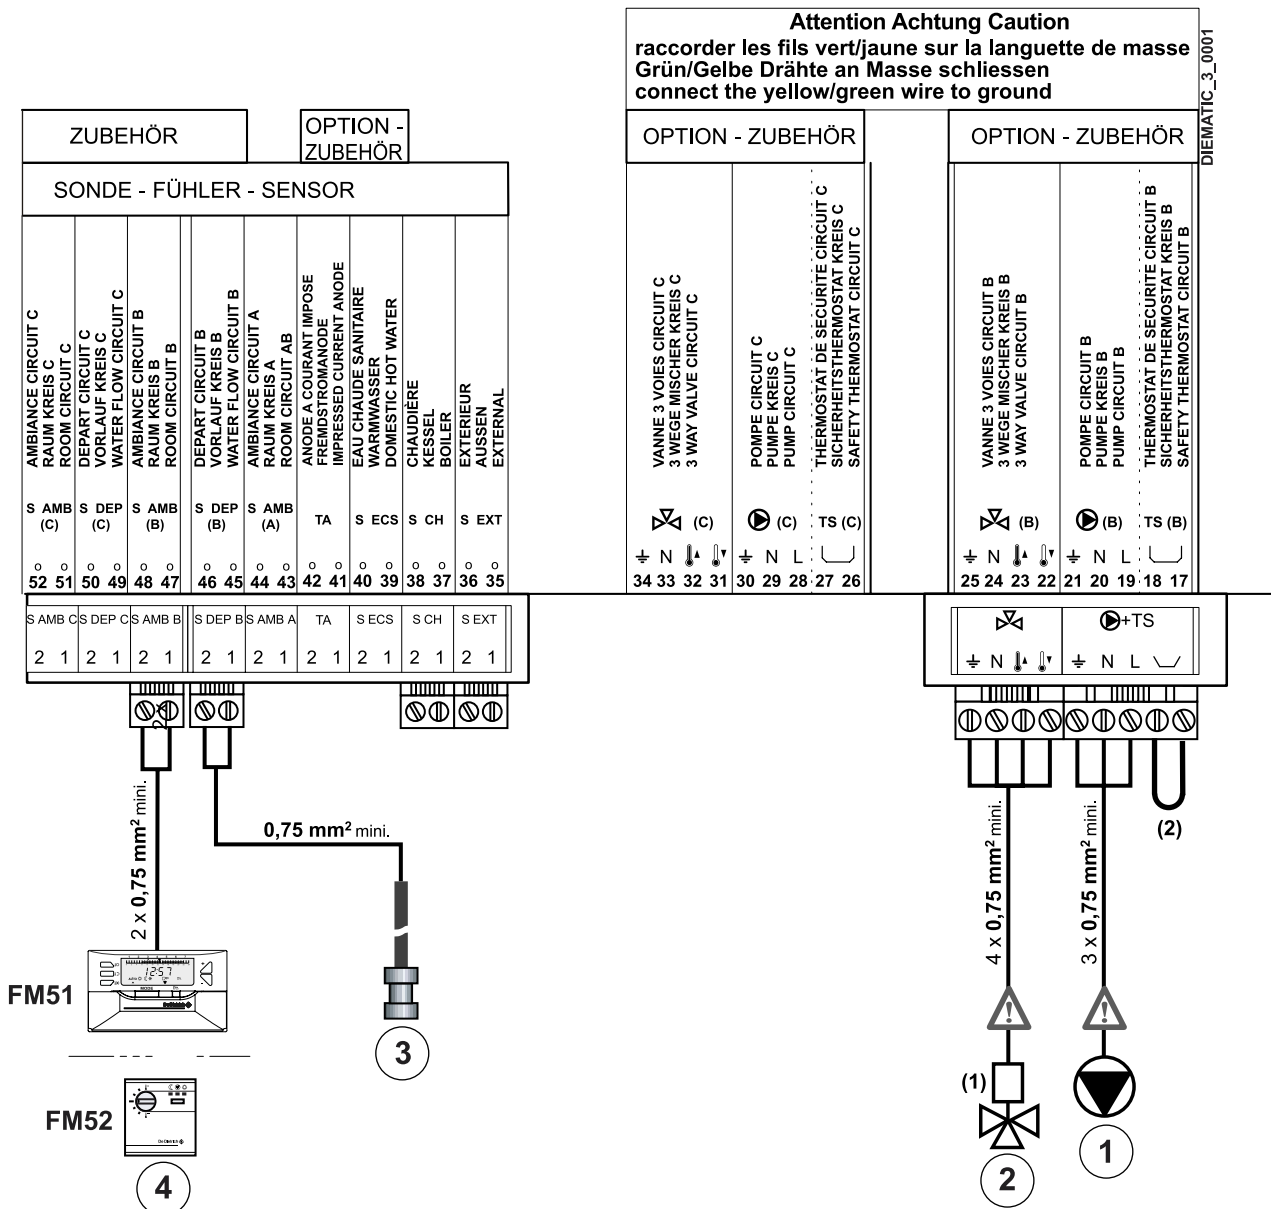 Attention Achtung Caution
raccorder les fils vert/jaune sur la languette de masse
Grün/Gelbe Drähte an Masse schliessen
connect the yellow/green wire to ground
DIEMATIC_3_0001
ZUBEHÖR
OPTION -
ZUBEHÖR
OPTION - ZUBEHÖR
OPTION - ZUBEHÖR
SONDE - FÜHLER - SENSOR
AMBIANCE CIRCUIT C
RAUM KREIS C
ROOM CIRCUIT C
DEPART CIRCUIT C
VORLAUF KREIS C
WATER FLOW CIRCUIT C
AMBIANCE CIRCUIT B
RAUM KREIS B
ROOM CIRCUIT B
DEPART CIRCUIT B
VORLAUF KREIS B
WATER FLOW CIRCUIT B
AMBIANCE CIRCUIT A
RAUM KREIS A
ROOM CIRCUIT AB
ANODE A COURANT IMPOSE
FREMDSTROMANODE
IMPRESSED CURRENT ANODE
EAU CHAUDE SANITAIRE
WARMWASSER
DOMESTIC HOT WATER
CHAUDIÈRE
KESSEL
BOILER
EXTERIEUR
AUSSEN
EXTERNAL
VANNE 3 VOIES CIRCUIT C
3 WEGE MISCHER KREIS C
3 WAY VALVE CIRCUIT C
POMPE CIRCUIT C
PUMPE KREIS C
PUMP CIRCUIT C
THERMOSTAT DE SECURITE CIRCUIT C
SICHERHEITSTHERMOSTAT KREIS C
SAFETY THERMOSTAT CIRCUIT C
VANNE 3 VOIES CIRCUIT B
3 WEGE MISCHER KREIS B
3 WAY VALVE CIRCUIT B
POMPE CIRCUIT B
PUMPE KREIS B
PUMP CIRCUIT B
THERMOSTAT DE SECURITE CIRCUIT B
SICHERHEITSTHERMOSTAT KREIS B
SAFETY THERMOSTAT CIRCUIT B
S AMB (C)
S DEP (C)
S AMB (B)
S DEP (B)
S AMB (A)
TA
S ECS
S CH
S EXT
(C)
(C)
TS (C)
(B)
(B)
TS (B)
N
N L
N
N L
52 51 50 49 48 47 46 45 44 43 42 41 40 39 38 37 36 35
34 33 32 31 30 29 28 27 26
25 24 23 22 21 20 19 18 17
S AMB C S DEP C S AMB B S DEP B S AMB A TA S ECS S CH S EXT
2 1 2 1 2 1 2 1 2 1 2 1 2 1 2 1 2 1
+TS
N
N L
2 x
2 x 0,75 mm² mini.
0,75 mm² mini.
4 x 0,75 mm² mini.
3 x 0,75 mm² mini.
(2)
12:57
MODE
FM51
3
(1)
FM52
De Dietrich
4
2
1